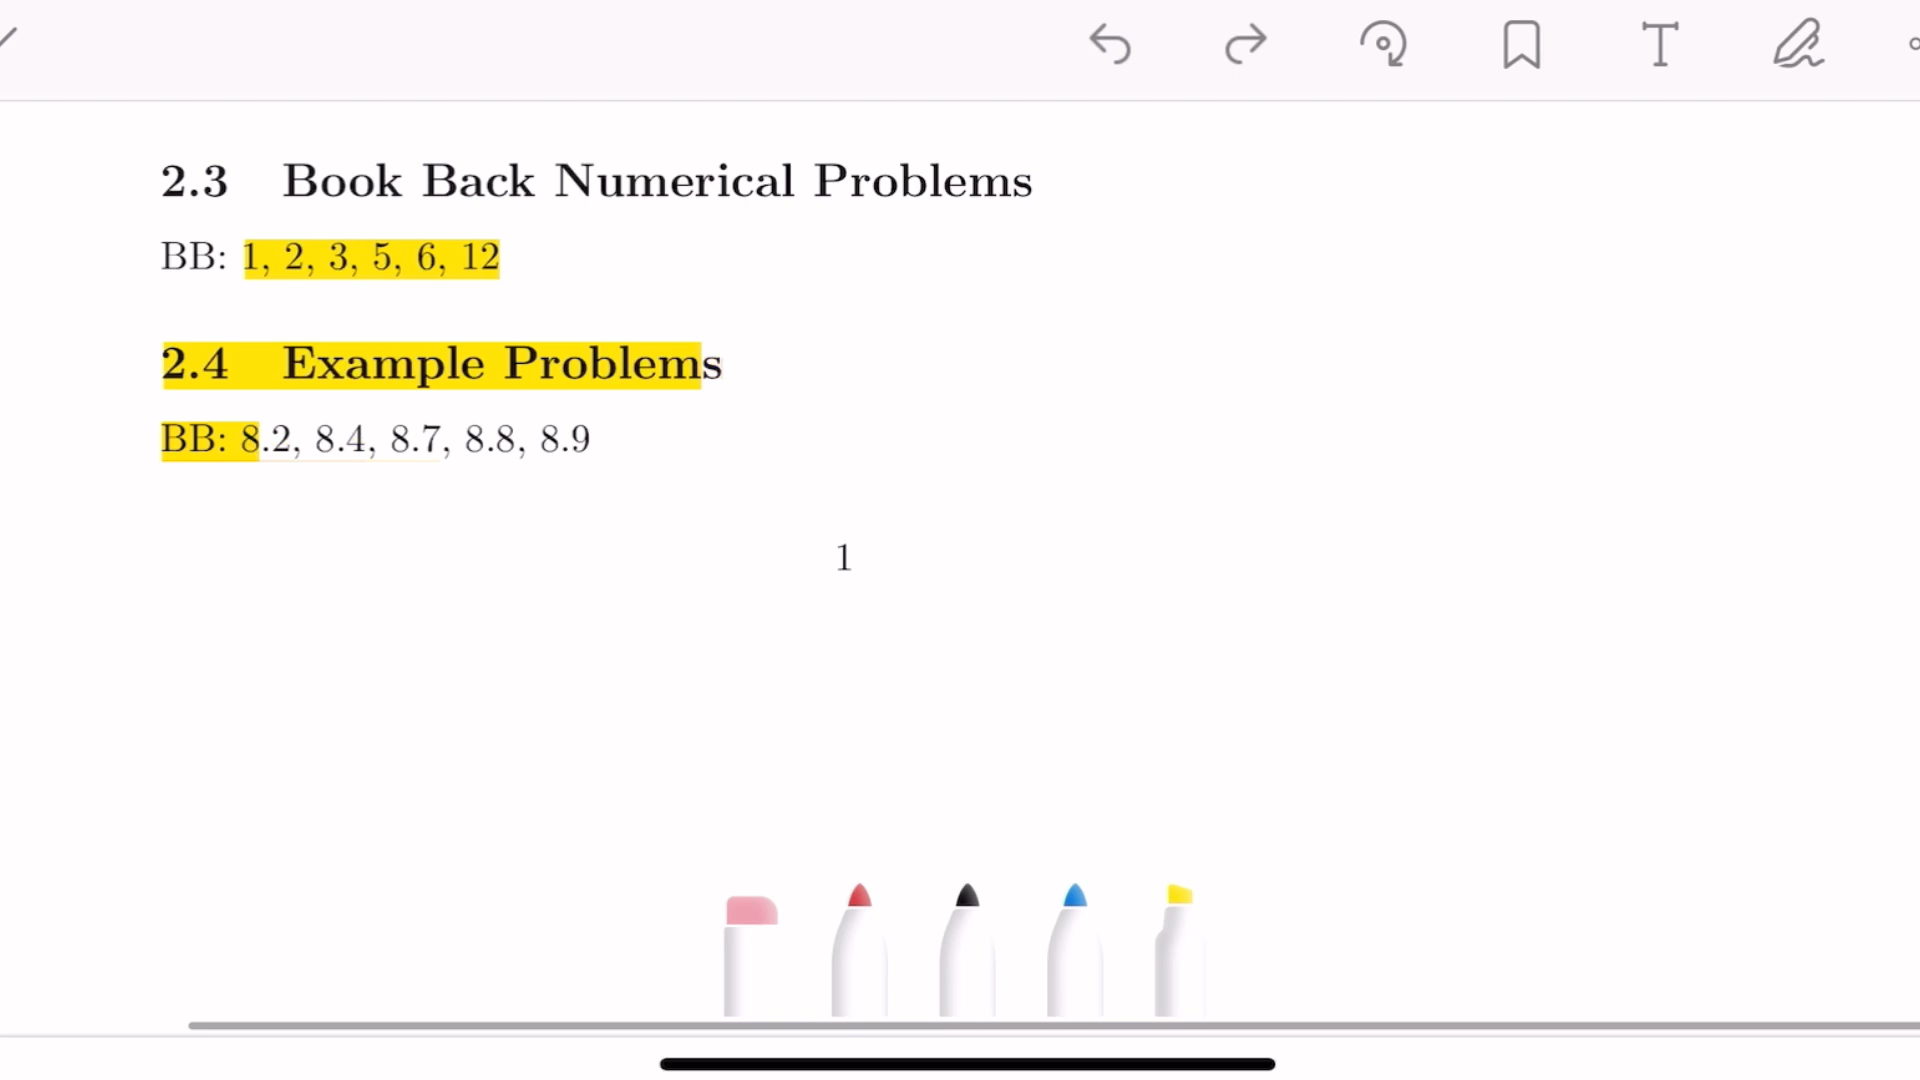 2.3 Book Back Numerical Problems
BB: 1, 2, 3, 5, 6, 12
2.4 Example Problems
BB: 8.2, 8.4, 8.7, 8.8, 8.9
1